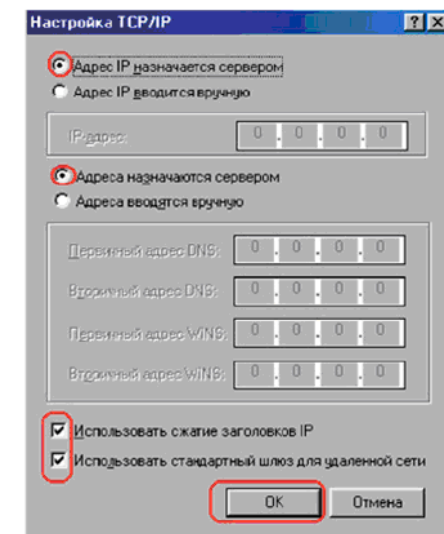 Настройка TCP/IP
Адрес IP назначается сервером
Адрес IP вводится вручную
IP-адрес: 0 . 0 . 0 . 0
Адреса назначаются сервером
Адреса вводятся вручную
Первичный адрес DNS: 0 . 0 . 0 . 0
Вторичный адрес DNS: 0 . 0 . 0 . 0
Первичный адрес WINS: 0 . 0 . 0 . 0
Вторичный адрес WINS: 0 . 0 . 0 . 0
Использовать сжатие заголовков IP
Использовать стандартный шлюз для удаленной сети
OK Отмена